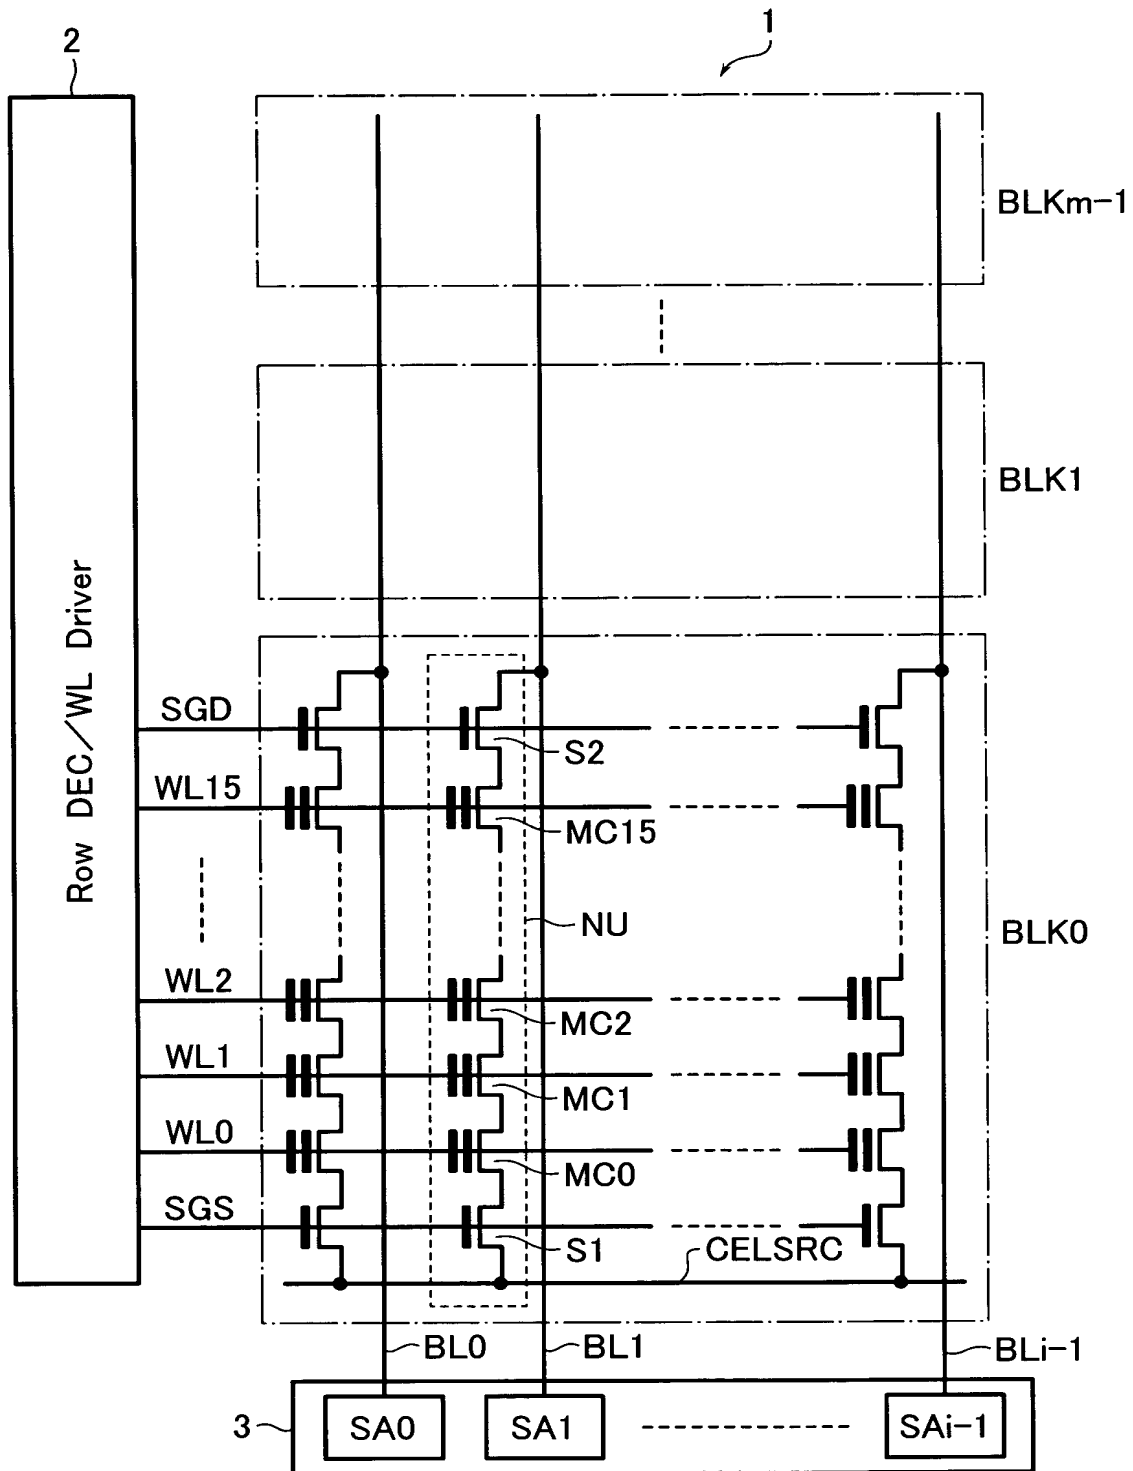 1
2
BLKm-1
BLK1
Row DEC/WL Driver
SGD
S2
WL15
MC15
NU
BLK0
WL2
MC2
WL1
MC1
WL0
MC0
SGS
S1
CELSRC
BL0
BL1
BLi-1
3
SA0
SA1
SAi-1